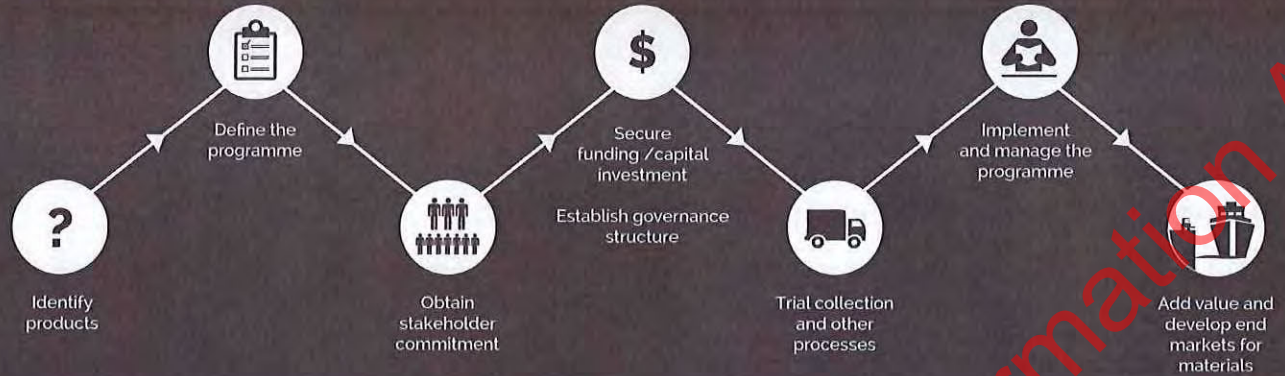 Define the
programme
Secure
funding /capital
investment
Establish governance
structure
Implement
and manage the
programme
Identify
products
Obtain
stakeholder
commitment
Trial collection
and other
processes
Add value and
develop end
markets for
materials
$
?
mation